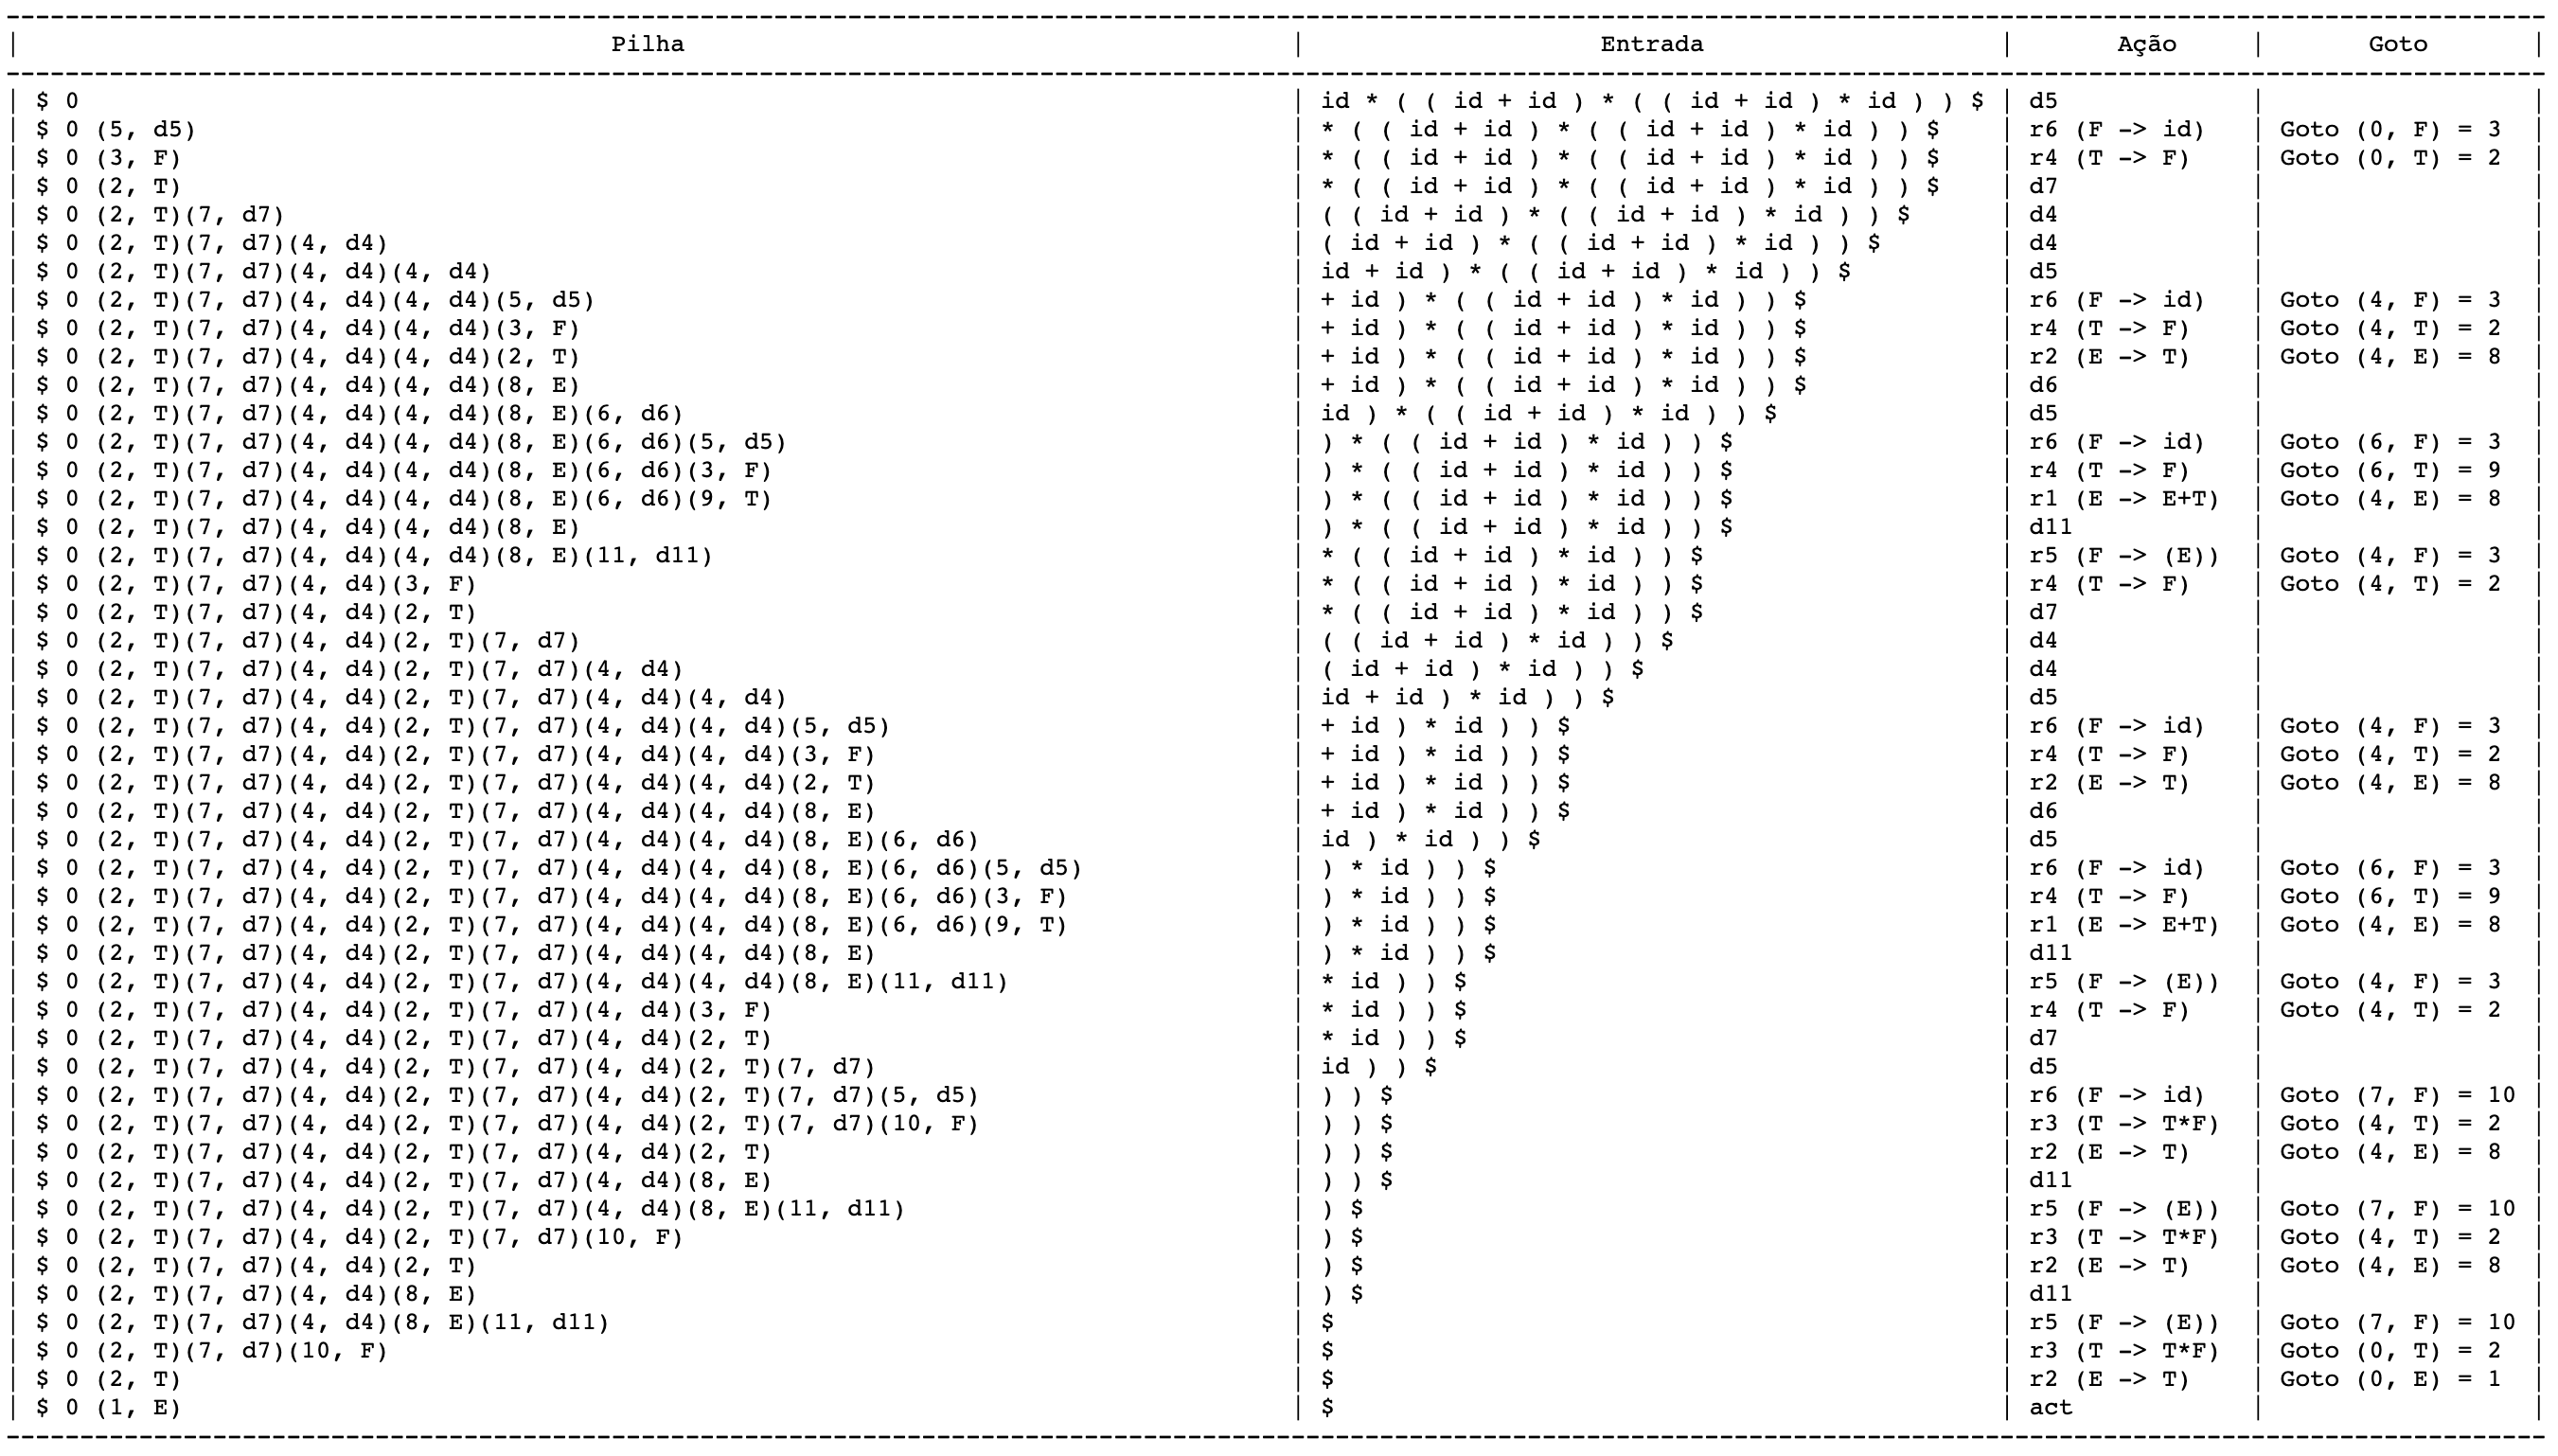 | Pilha | Entrada | Ação | Goto |
| $ 0 | id * ( ( id + id ) * ( ( id + id ) * id ) ) $ | d5 | |
| $ 0 (5, d5) | * ( ( id + id ) * ( ( id + id ) * id ) ) $ | r6 (F -> id) | Goto (0, F) = 3 |
| $ 0 (3, F) | * ( ( id + id ) * ( ( id + id ) * id ) ) $ | r4 (T -> F) | Goto (0, T) = 2 |
| $ 0 (2, T) | * ( ( id + id ) * ( ( id + id ) * id ) ) $ | d7 | |
| $ 0 (2, T)(7, d7) | ( ( id + id ) * ( ( id + id ) * id ) ) $ | d4 | |
| $ 0 (2, T)(7, d7)(4, d4) | ( id + id ) * ( ( id + id ) * id ) ) $ | d4 | |
| $ 0 (2, T)(7, d7)(4, d4)(4, d4) | id + id ) * ( ( id + id ) * id ) ) $ | d5 | |
| $ 0 (2, T)(7, d7)(4, d4)(4, d4)(5, d5) | + id ) * ( ( id + id ) * id ) ) $ | r6 (F -> id) | Goto (4, F) = 3 |
| $ 0 (2, T)(7, d7)(4, d4)(4, d4)(3, F) | + id ) * ( ( id + id ) * id ) ) $ | r4 (T -> F) | Goto (4, T) = 2 |
| $ 0 (2, T)(7, d7)(4, d4)(4, d4)(2, T) | + id ) * ( ( id + id ) * id ) ) $ | r2 (E -> T) | Goto (4, E) = 8 |
| $ 0 (2, T)(7, d7)(4, d4)(4, d4)(8, E) | + id ) * ( ( id + id ) * id ) ) $ | d6 | |
| $ 0 (2, T)(7, d7)(4, d4)(4, d4)(8, E)(6, d6) | id ) * ( ( id + id ) * id ) ) $ | d5 | |
| $ 0 (2, T)(7, d7)(4, d4)(4, d4)(8, E)(6, d6)(5, d5) | ) * ( ( id + id ) * id ) ) $ | r6 (F -> id) | Goto (6, F) = 3 |
| $ 0 (2, T)(7, d7)(4, d4)(4, d4)(8, E)(6, d6)(3, F) | ) * ( ( id + id ) * id ) ) $ | r4 (T -> F) | Goto (6, T) = 9 |
| $ 0 (2, T)(7, d7)(4, d4)(4, d4)(8, E)(6, d6)(9, T) | ) * ( ( id + id ) * id ) ) $ | r1 (E -> E+T) | Goto (4, E) = 8 |
| $ 0 (2, T)(7, d7)(4, d4)(4, d4)(8, E) | ) * ( ( id + id ) * id ) ) $ | d11 | |
| $ 0 (2, T)(7, d7)(4, d4)(4, d4)(8, E)(11, d11) | * ( ( id + id ) * id ) ) $ | r5 (F -> (E)) | Goto (4, F) = 3 |
| $ 0 (2, T)(7, d7)(4, d4)(3, F) | * ( ( id + id ) * id ) ) $ | r4 (T -> F) | Goto (4, T) = 2 |
| $ 0 (2, T)(7, d7)(4, d4)(2, T) | * ( ( id + id ) * id ) ) $ | d7 | |
| $ 0 (2, T)(7, d7)(4, d4)(2, T)(7, d7) | ( ( id + id ) * id ) ) $ | d4 | |
| $ 0 (2, T)(7, d7)(4, d4)(2, T)(7, d7)(4, d4) | ( id + id ) * id ) ) $ | d4 | |
| $ 0 (2, T)(7, d7)(4, d4)(2, T)(7, d7)(4, d4)(4, d4) | id + id ) * id ) ) $ | d5 | |
| $ 0 (2, T)(7, d7)(4, d4)(2, T)(7, d7)(4, d4)(4, d4)(5, d5) | + id ) * id ) ) $ | r6 (F -> id) | Goto (4, F) = 3 |
| $ 0 (2, T)(7, d7)(4, d4)(2, T)(7, d7)(4, d4)(4, d4)(3, F) | + id ) * id ) ) $ | r4 (T -> F) | Goto (4, T) = 2 |
| $ 0 (2, T)(7, d7)(4, d4)(2, T)(7, d7)(4, d4)(4, d4)(2, T) | + id ) * id ) ) $ | r2 (E -> T) | Goto (4, E) = 8 |
| $ 0 (2, T)(7, d7)(4, d4)(2, T)(7, d7)(4, d4)(4, d4)(8, E) | + id ) * id ) ) $ | d6 | |
| $ 0 (2, T)(7, d7)(4, d4)(2, T)(7, d7)(4, d4)(4, d4)(8, E)(6, d6) | id ) * id ) ) $ | d5 | |
| $ 0 (2, T)(7, d7)(4, d4)(2, T)(7, d7)(4, d4)(4, d4)(8, E)(6, d6)(5, d5) | ) * id ) ) $ | r6 (F -> id) | Goto (6, F) = 3 |
| $ 0 (2, T)(7, d7)(4, d4)(2, T)(7, d7)(4, d4)(4, d4)(8, E)(6, d6)(3, F) | ) * id ) ) $ | r4 (T -> F) | Goto (6, T) = 9 |
| $ 0 (2, T)(7, d7)(4, d4)(2, T)(7, d7)(4, d4)(4, d4)(8, E)(6, d6)(9, T) | ) * id ) ) $ | r1 (E -> E+T) | Goto (4, E) = 8 |
| $ 0 (2, T)(7, d7)(4, d4)(2, T)(7, d7)(4, d4)(4, d4)(8, E) | ) * id ) ) $ | d11 | |
| $ 0 (2, T)(7, d7)(4, d4)(2, T)(7, d7)(4, d4)(4, d4)(8, E)(11, d11) | * id ) ) $ | r5 (F -> (E)) | Goto (4, F) = 3 |
| $ 0 (2, T)(7, d7)(4, d4)(2, T)(7, d7)(4, d4)(3, F) | * id ) ) $ | r4 (T -> F) | Goto (4, T) = 2 |
| $ 0 (2, T)(7, d7)(4, d4)(2, T)(7, d7)(4, d4)(2, T) | * id ) ) $ | d7 | |
| $ 0 (2, T)(7, d7)(4, d4)(2, T)(7, d7)(4, d4)(2, T)(7, d7) | id ) ) $ | d5 | |
| $ 0 (2, T)(7, d7)(4, d4)(2, T)(7, d7)(4, d4)(2, T)(7, d7)(5, d5) | ) ) $ | r6 (F -> id) | Goto (7, F) = 10 |
| $ 0 (2, T)(7, d7)(4, d4)(2, T)(7, d7)(4, d4)(2, T)(7, d7)(10, F) | ) ) $ | r3 (T -> T*F) | Goto (4, T) = 2 |
| $ 0 (2, T)(7, d7)(4, d4)(2, T)(7, d7)(4, d4)(2, T) | ) ) $ | r2 (E -> T) | Goto (4, E) = 8 |
| $ 0 (2, T)(7, d7)(4, d4)(2, T)(7, d7)(4, d4)(8, E) | ) ) $ | d11 | |
| $ 0 (2, T)(7, d7)(4, d4)(2, T)(7, d7)(4, d4)(8, E)(11, d11) | ) $ | r5 (F -> (E)) | Goto (7, F) = 10 |
| $ 0 (2, T)(7, d7)(4, d4)(2, T)(7, d7)(10, F) | ) $ | r3 (T -> T*F) | Goto (4, T) = 2 |
| $ 0 (2, T)(7, d7)(4, d4)(2, T) | ) $ | r2 (E -> T) | Goto (4, E) = 8 |
| $ 0 (2, T)(7, d7)(4, d4)(8, E) | ) $ | d11 | |
| $ 0 (2, T)(7, d7)(4, d4)(8, E)(11, d11) | $ | r5 (F -> (E)) | Goto (7, F) = 10 |
| $ 0 (2, T)(7, d7)(10, F) | $ | r3 (T -> T*F) | Goto (0, T) = 2 |
| $ 0 (2, T) | $ | r2 (E -> T) | Goto (0, E) = 1 |
| $ 0 (1, E) | $ | act | |